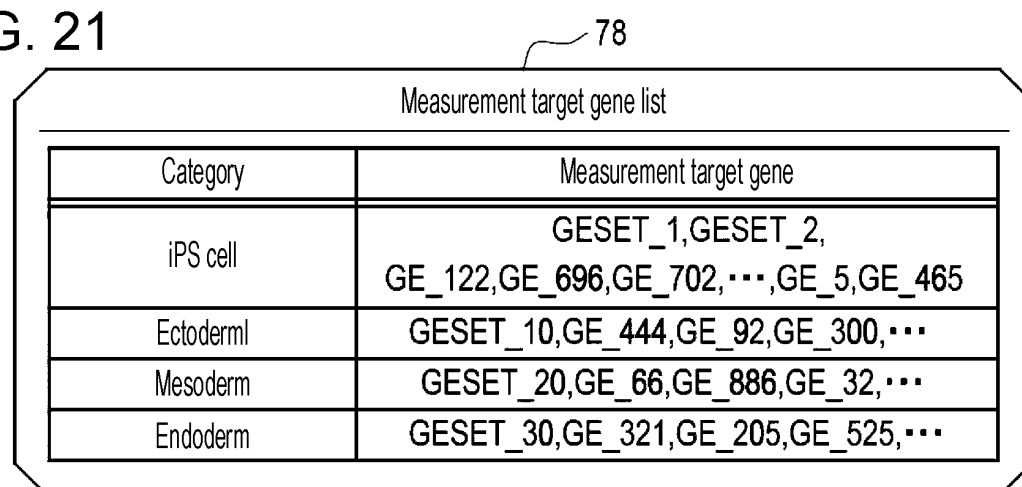 G. 21
78
Measurement target gene list
Category Measurement target gene
iPS cell GESET_1,GESET_2,
GE_122,GE_696,GE_702,･･･,GE_5,GE_465
Ectoderml GESET_10,GE_444,GE_92,GE_300,･･･
Mesoderm GESET_20,GE_66,GE_886,GE_32,･･･
Endoderm GESET_30,GE_321,GE_205,GE_525,･･･